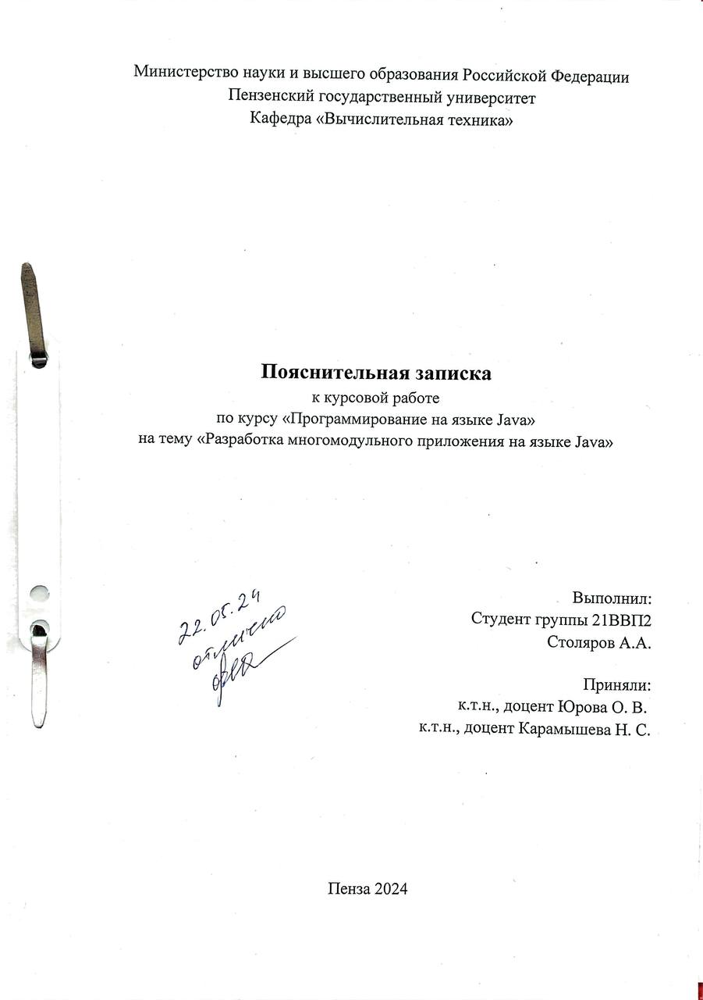 Министерство науки и высшего образования Российской Федерации
Пензенский государственный университет
Кафедра «Вычислительная техника»
Пояснительная записка
к курсовой работе
по курсу «Программирование на языке Java»
на тему «Разработка многомодульного приложения на языке Java»
22.05.24
отлично
Выполнил:
Студент группы 21ВВП2
Столяров А.А.
Приняли:
к.т.н., доцент Юрова О. В.
к.т.н., доцент Карамышева Н. С.
Пенза 2024